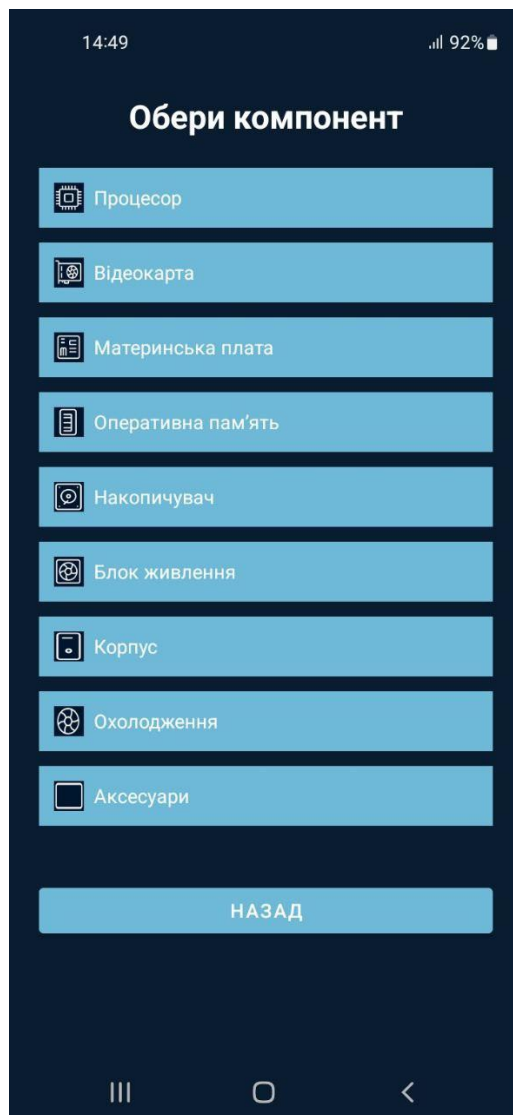 14:49
92%
Обери компонент
Процесор
Відеокарта
Материнська плата
Оперативна пам’ять
Накопичувач
Блок живлення
Корпус
Охолодження
Аксесуари
НАЗАД